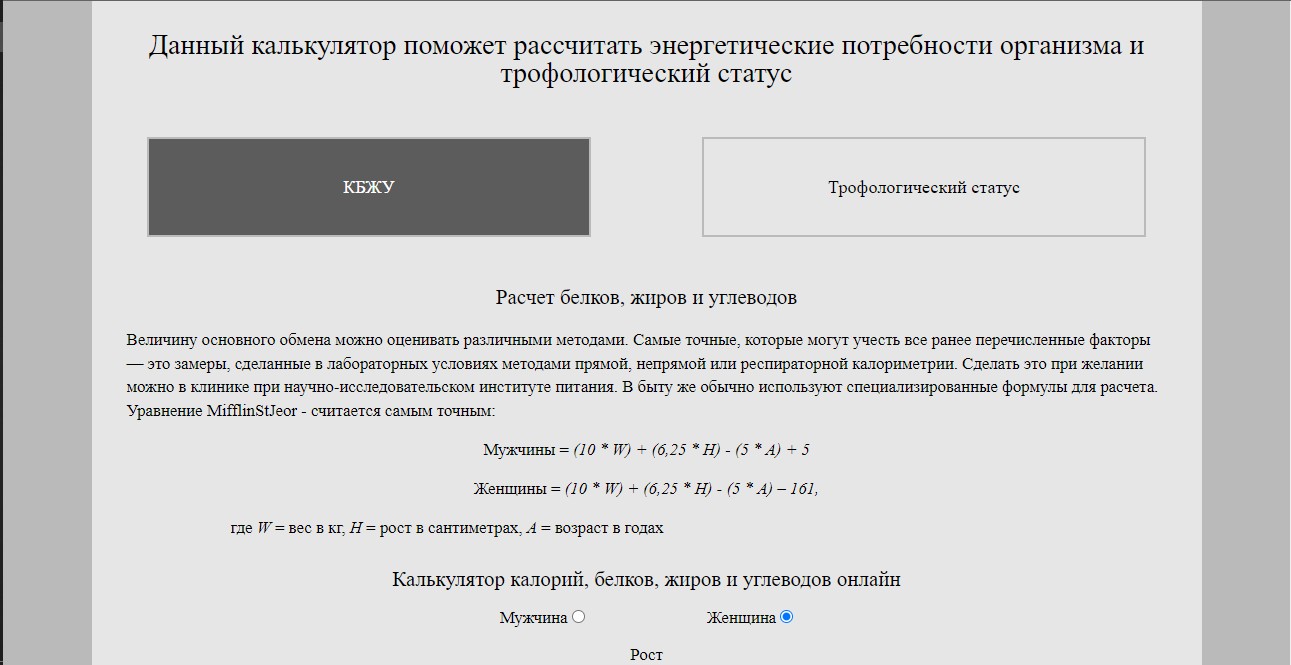 Данный калькулятор поможет рассчитать энергетические потребности организма и
трофологический статус
КБЖУ
Трофологический статус
Расчет белков, жиров и углеводов
Величину основного обмена можно оценивать различными методами. Самые точные, которые могут учесть все ранее перечисленные факторы
— это замеры, сделанные в лабораторных условиях методами прямой, непрямой или респираторной калориметрии. Сделать это при желании
можно в клинике при научно-исследовательском институте питания. В быту же обычно используют специализированные формулы для расчета.
Уравнение MifflinStJeor - считается самым точным:
Мужчины = (10 * W) + (6,25 * H) - (5 * A) + 5
Женщины = (10 * W) + (6,25 * H) - (5 * A) – 161,
где W = вес в кг, H = рост в сантиметрах, A = возраст в годах
Калькулятор калорий, белков, жиров и углеводов онлайн
Мужчина
Женщина
Рост